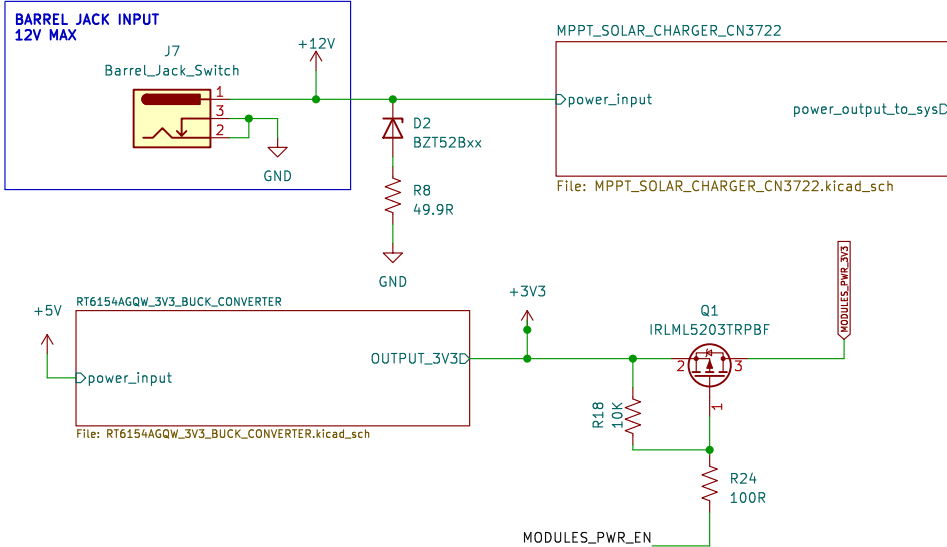 BARREL JACK INPUT
12V MAX
J7
Barrel_Jack_Switch
1
3
2
+12V
GND
D2
BZT52Bxx
R8
49.9R
GND
MPPT_SOLAR_CHARGER_CN3722
power_input
power_output_to_sys
File: MPPT_SOLAR_CHARGER_CN3722.kicad_sch
+5V
RT6154AGQW_3V3_BUCK_CONVERTER
power_input
OUTPUT_3V3
File: RT6154AGQW_3V3_BUCK_CONVERTER.kicad_sch
+3V3
R18
10K
Q1
IRLML5203TRPBF
2
3
1
MODULES_PWR_3V3
R24
100R
MODULES_PWR_EN